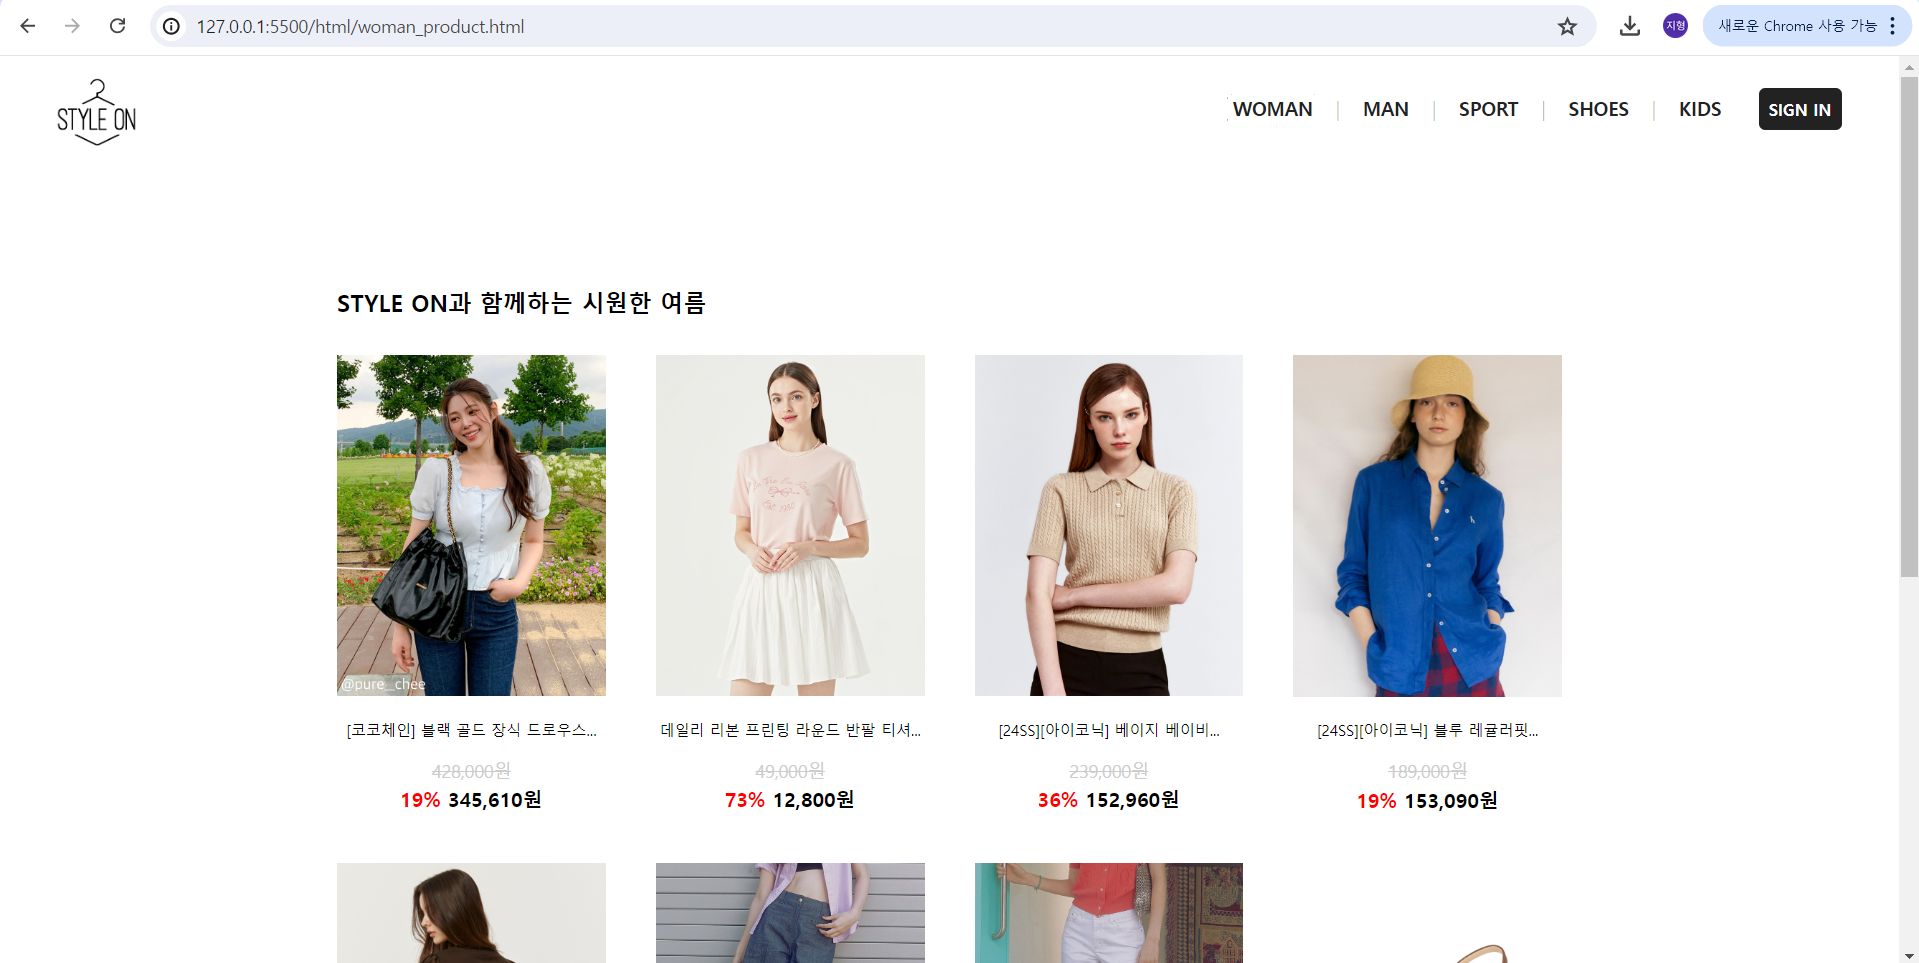 127.0.0.1:5500/html/woman_product.html
지형
새로운 Chrome 사용 가능
STYLE ON
WOMAN
MAN
SPORT
SHOES
KIDS
SIGN IN
STYLE ON과 함께하는 시원한 여름
@pure_chee
[코코체인] 블랙 골드 장식 드로우스...
428,000원
19% 345,610원
데일리 리본 프린팅 라운드 반팔 티셔...
49,000원
73% 12,800원
[24SS][아이코닉] 베이지 베이비...
239,000원
36% 152,960원
[24SS][아이코닉] 블루 레귤러핏...
189,000원
19% 153,090원